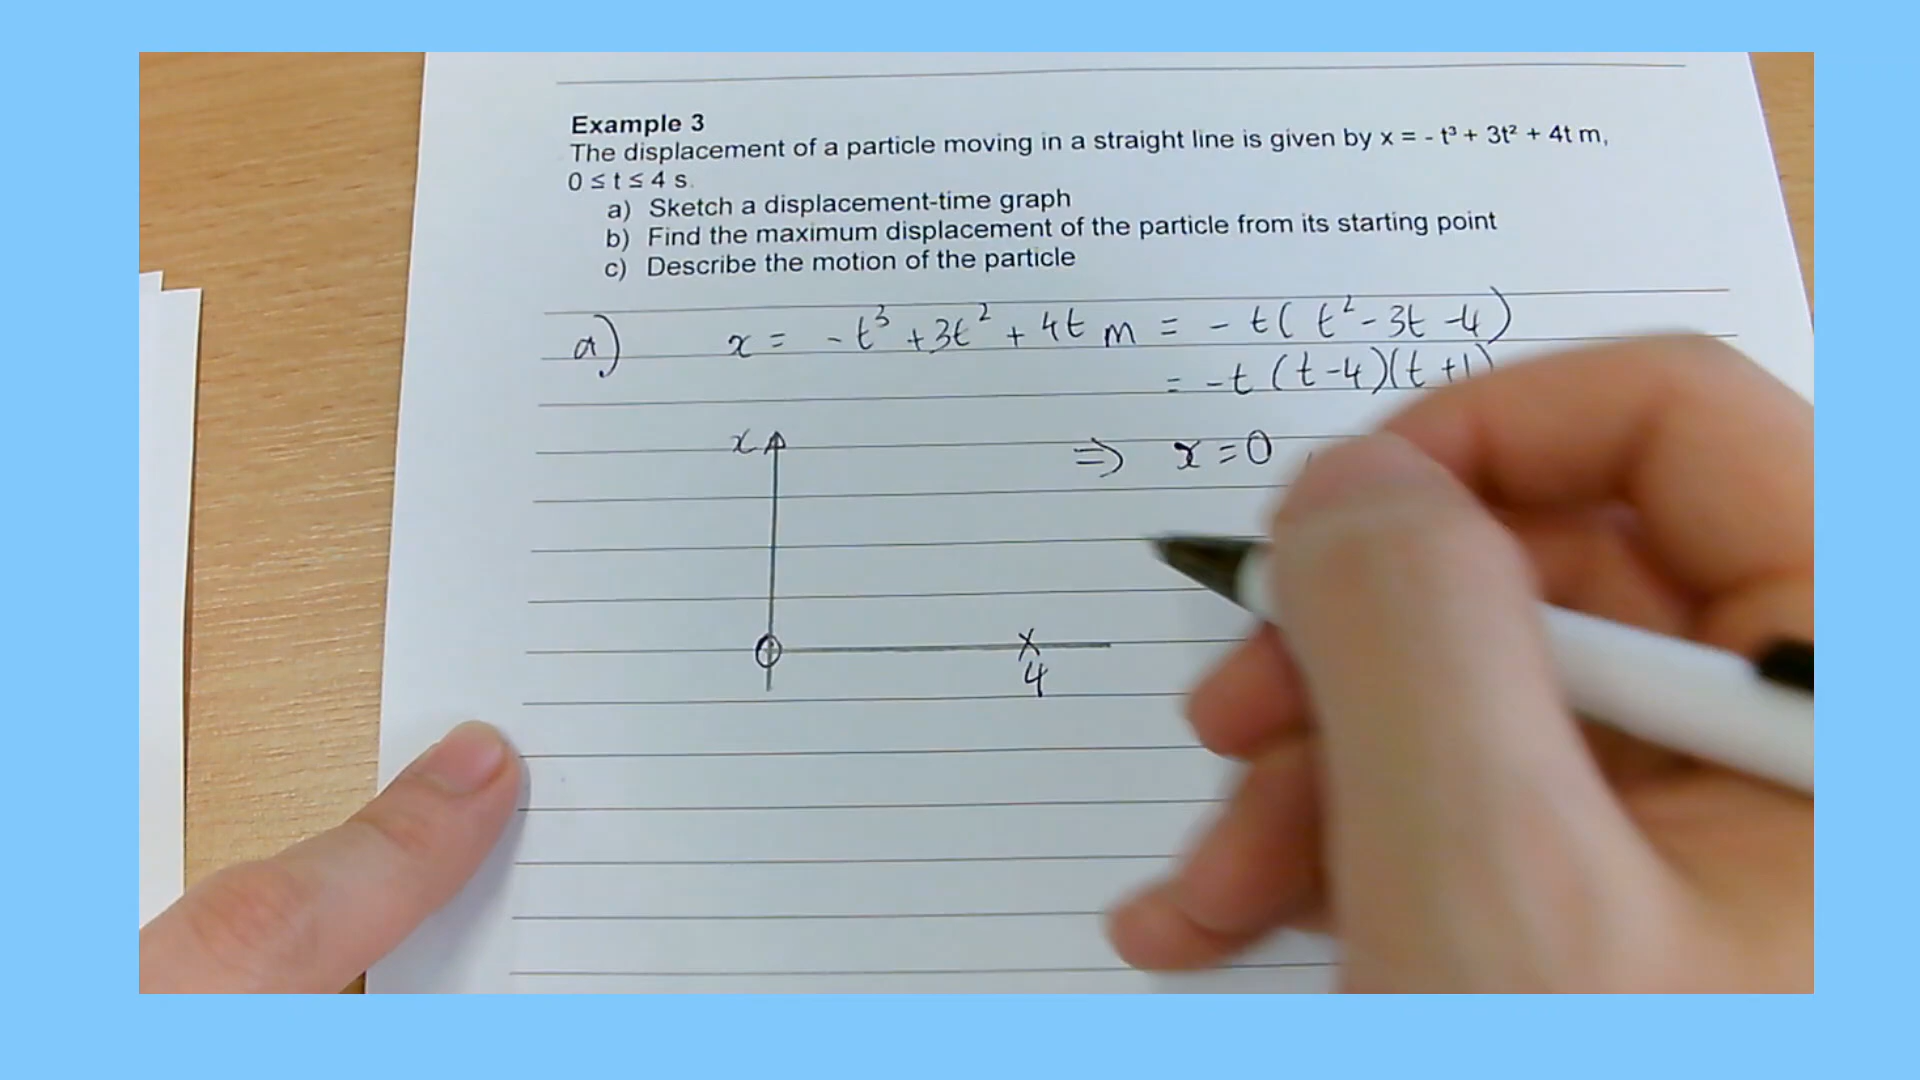 Example 3
The displacement of a particle moving in a straight line is given by x = - t³ + 3t² + 4t m,
0 ≤ t ≤ 4 s.
a) Sketch a displacement-time graph
b) Find the maximum displacement of the particle from its starting point
c) Describe the motion of the particle
a) x = -t³ + 3t² + 4t m = - t( t² - 3t - 4)
= -t (t-4)(t+1)
x
⇒ x = 0
0
4